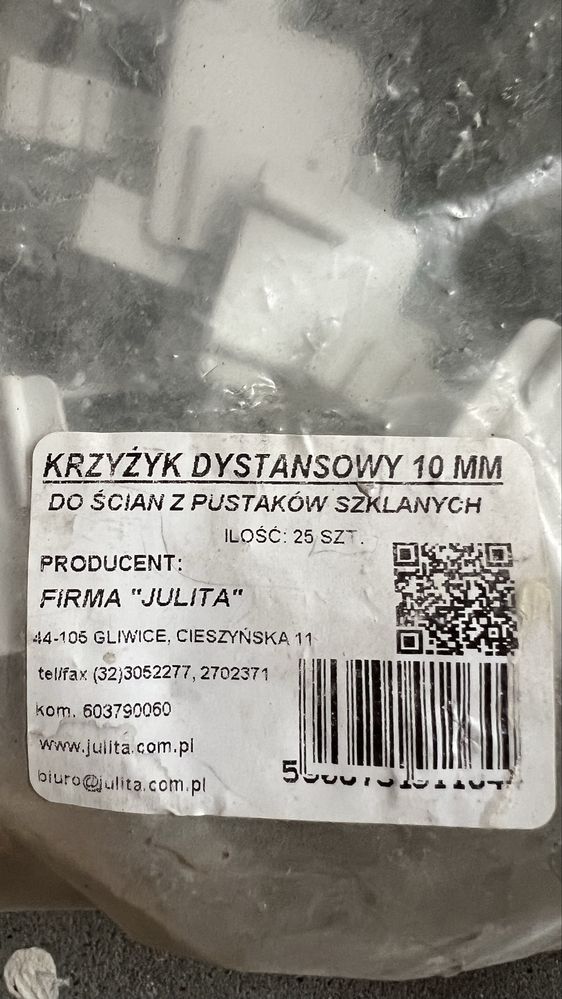 KRZYŻYK DYSTANSOWY 10 MM
DO ŚCIAN Z PUSTAKÓW SZKLANYCH
ILOŚĆ: 25 SZT.
PRODUCENT:
FIRMA "JULITA"
44-105 GLIWICE, CIESZYŃSKA 11
tel/fax (32)3052277, 2702371
kom. 603790060
www.julita.com.pl
biuro@julita.com.pl